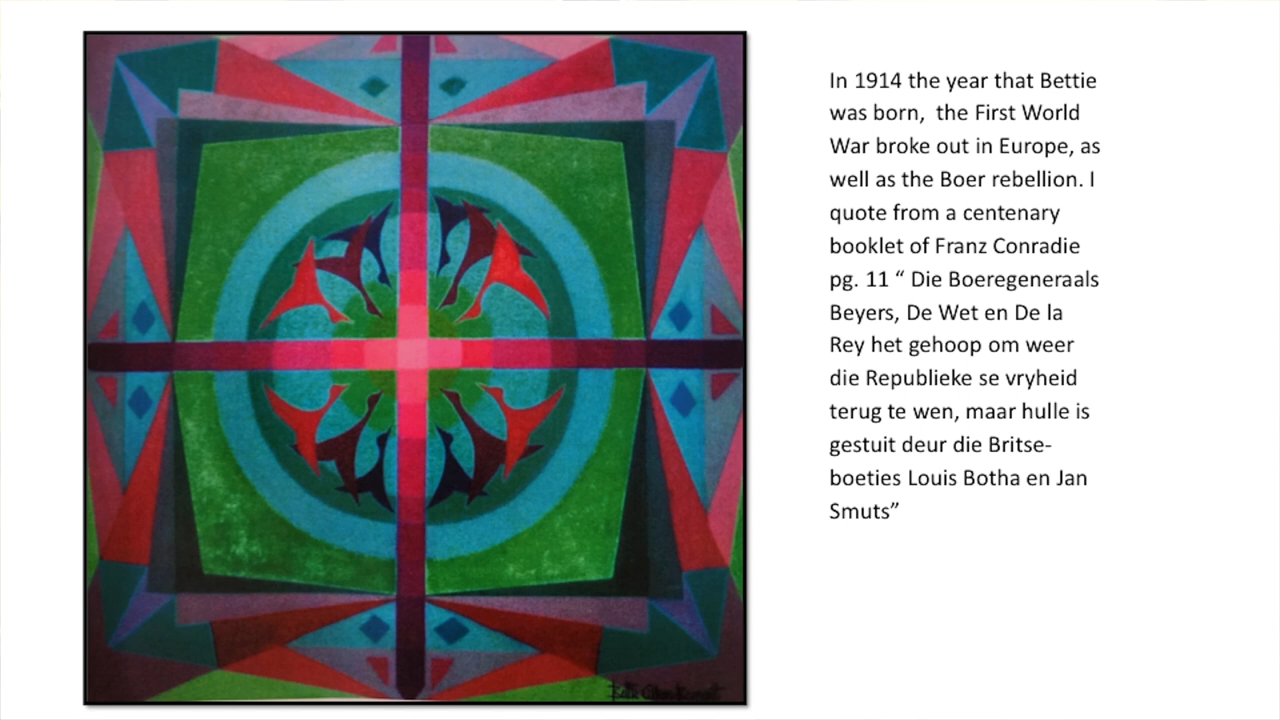 In 1914 the year that Bettie
was born,  the First World
War broke out in Europe, as
well as the Boer rebellion. I
quote from a centenary
booklet of Franz Conradie
pg. 11 “ Die Boeregeneraals
Beyers, De Wet en De la
Rey het gehoop om weer
die Republieke se vryheid
terug te wen, maar hulle is
gestuit deur die Britse-
boeties Louis Botha en Jan
Smuts”